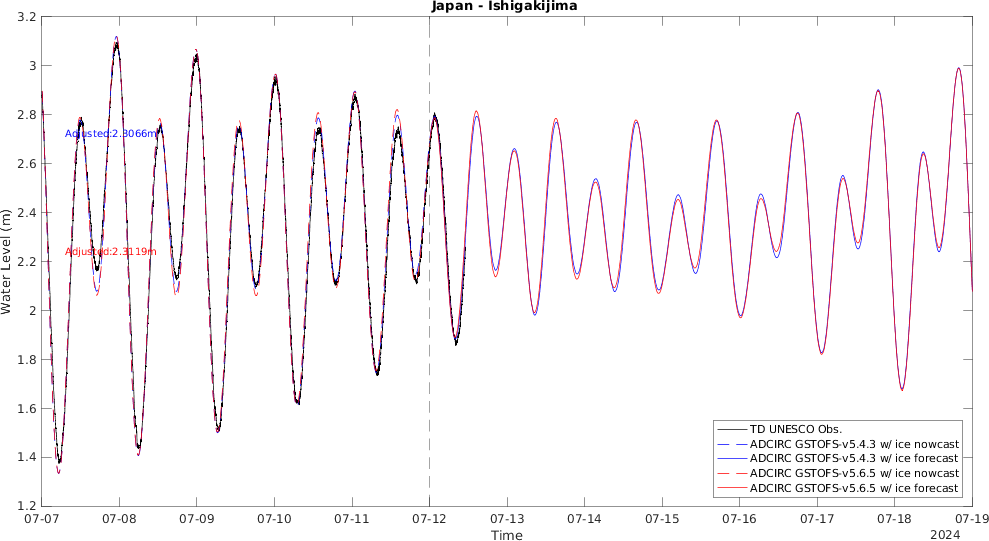 Japan - Ishigakijima
Water Level (m)
3.2
3
2.8
2.6
2.4
2.2
2
1.8
1.6
1.4
1.2
Adjusted:2.3066m
Adjusted:2.3119m
TD UNESCO Obs.
ADCIRC GSTOFS-v5.4.3 w/ ice nowcast
ADCIRC GSTOFS-v5.4.3 w/ ice forecast
ADCIRC GSTOFS-v5.6.5 w/ ice nowcast
ADCIRC GSTOFS-v5.6.5 w/ ice forecast
07-07 07-08 07-09 07-10 07-11 07-12 07-13 07-14 07-15 07-16 07-17 07-18 07-19
Time
2024